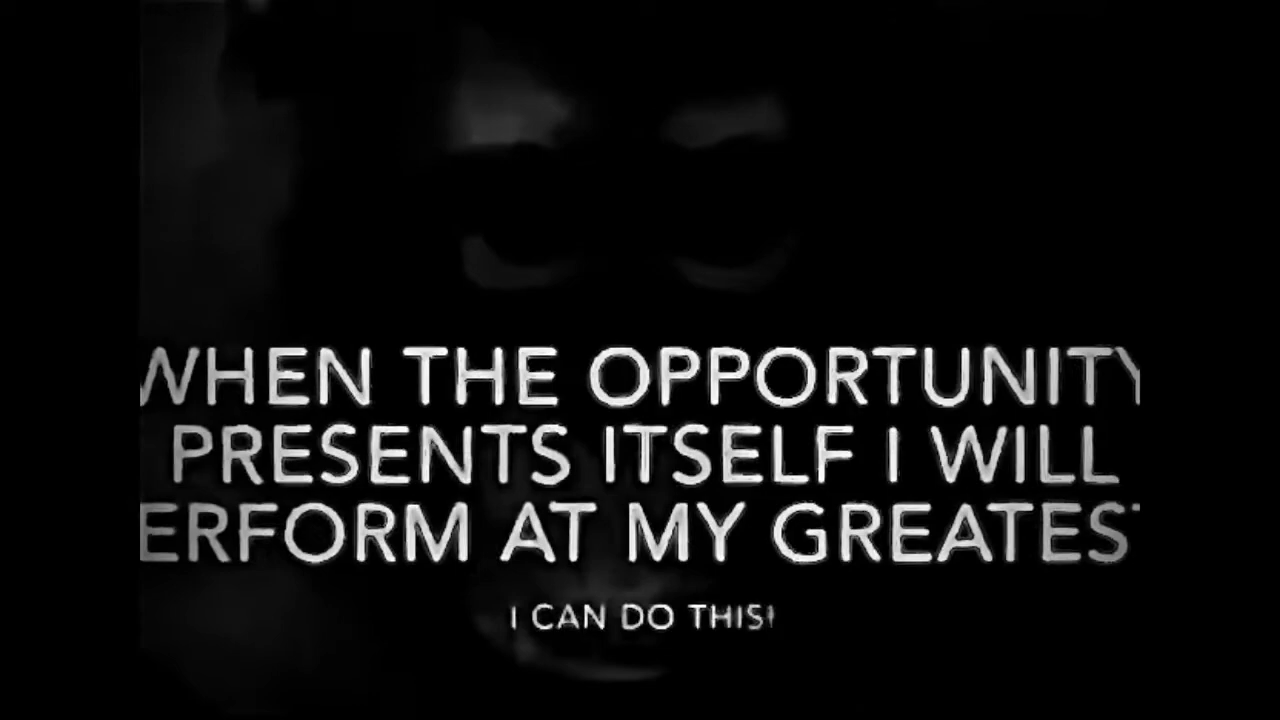 WHEN THE OPPORTUNITY
PRESENTS ITSELF I WILL
ERFORM AT MY GREATEST
I CAN DO THIS!